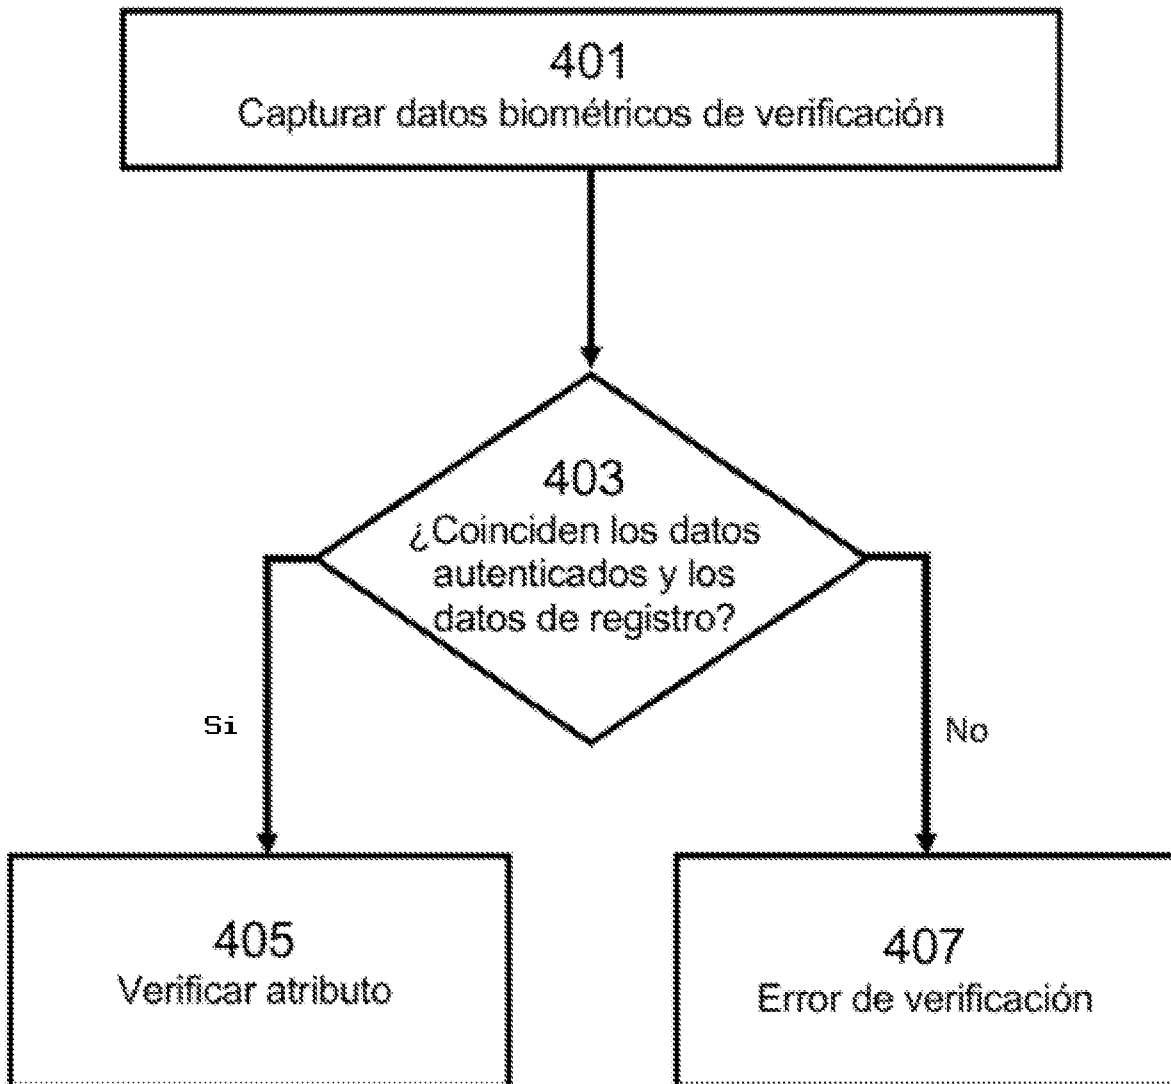 401
Capturar datos biométricos de verificación
403
¿Coinciden los datos
autenticados y los
datos de registro?
Si
No
405
Verificar atributo
407
Error de verificación